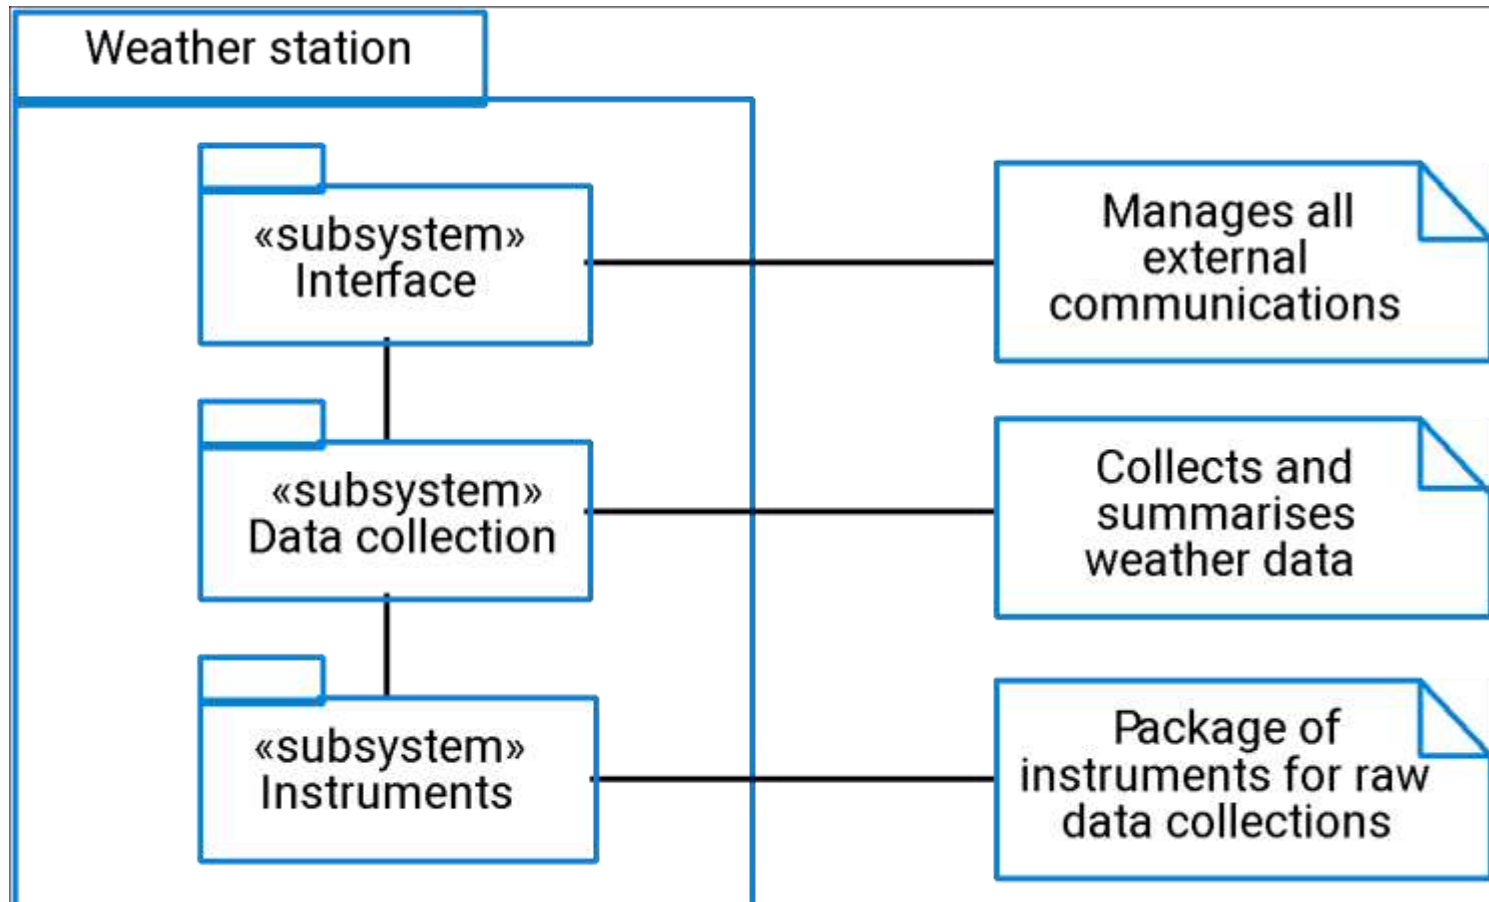 Weather station
«subsystem»
Interface
Manages all
external
communications
«subsystem»
Data collection
Collects and
summarises
weather data
«subsystem»
Instruments
Package of
instruments for raw
data collections